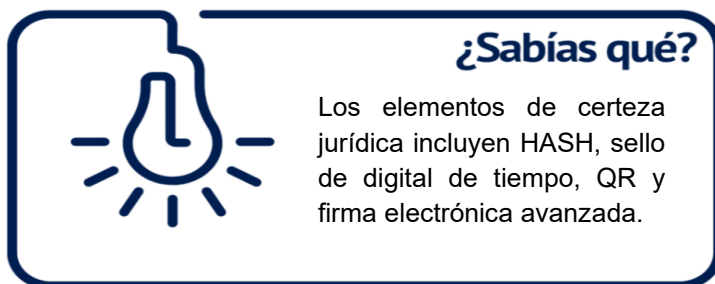 ¿Sabías qué?
Los elementos de certeza
jurídica incluyen HASH, sello
de digital de tiempo, QR y
firma electrónica avanzada.